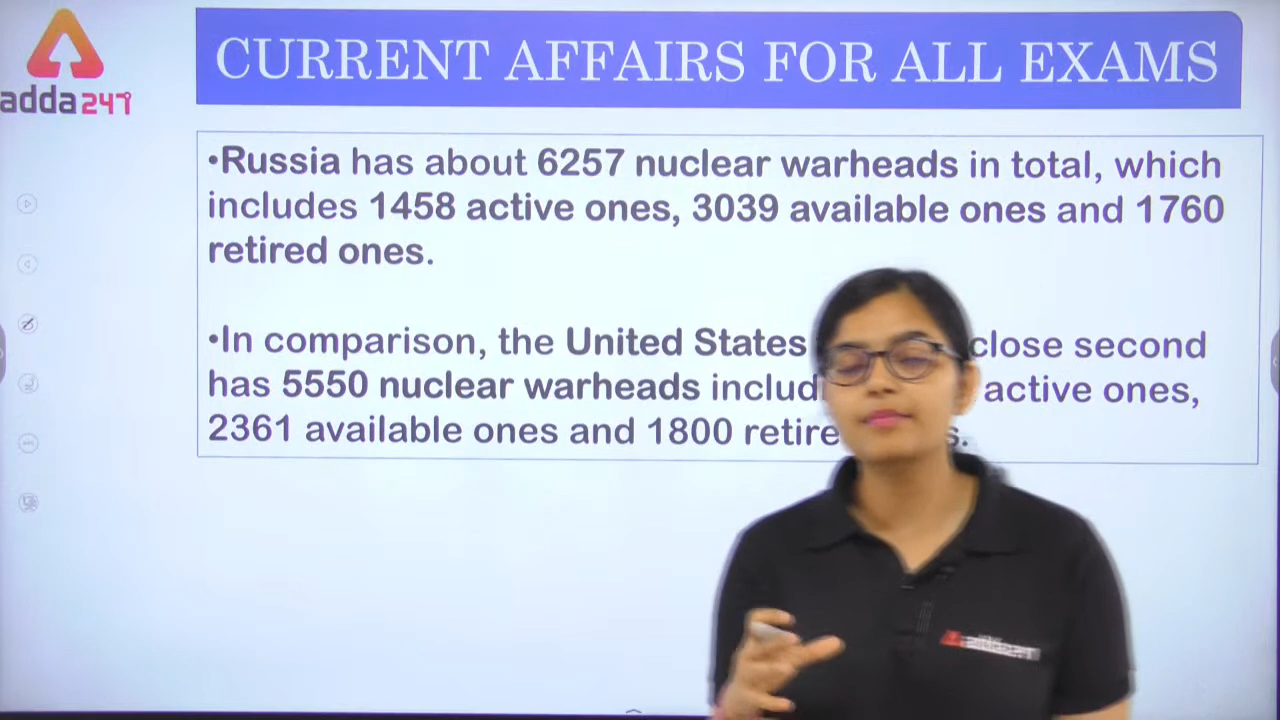 adda247
CURRENT AFFAIRS FOR ALL EXAMS
•Russia has about 6257 nuclear warheads in total, which
includes 1458 active ones, 3039 available ones and 1760
retired ones.
•In comparison, the United States close second
has 5550 nuclear warheads active ones,
2361 available ones and 1800